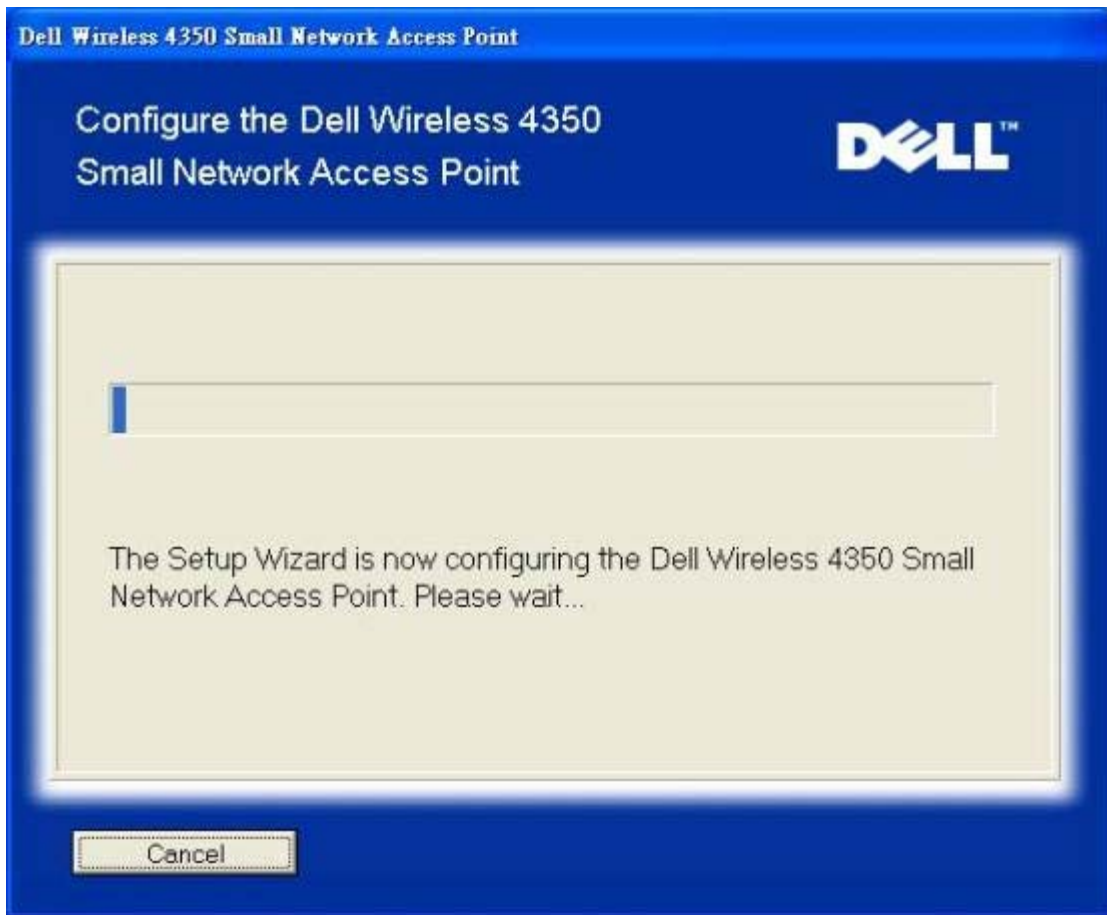 Dell Wireless 4350 Small Network Access Point
Configure the Dell Wireless 4350
Small Network Access Point
DELL™
The Setup Wizard is now configuring the Dell Wireless 4350 Small
Network Access Point. Please wait...
Cancel